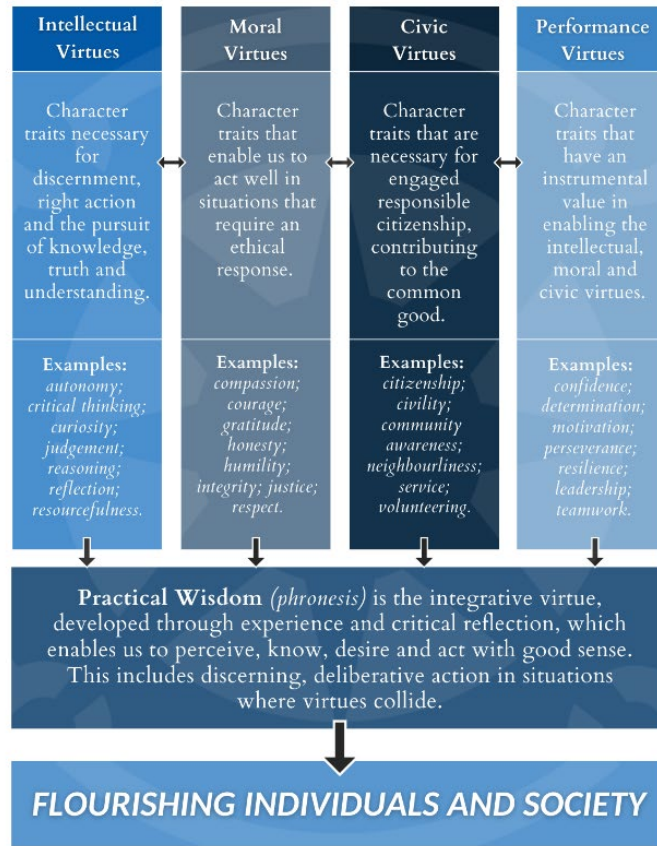 Intellectual
Virtues
Character
traits necessary
for
discernment,
right action
and the pursuit
of knowledge,
truth and
understanding.
Examples:
autonomy;
critical thinking;
curiosity;
judgement;
reasoning;
reflection;
resourcefulness.
Moral
Virtues
Character
traits that
enable us to
act well in
situations that
require an
ethical
response.
Examples:
compassion;
courage;
gratitude;
honesty;
humility;
integrity; justice;
respect.
Civic
Virtues
Character
traits that are
necessary for
engaged
responsible
citizenship,
contributing
to the
common
good.
Examples:
citizenship;
civility;
community
awareness;
neighbourliness;
service;
volunteering.
Performance
Virtues
Character
traits that
have an
instrumental
value in
enabling the
intellectual,
moral and
civic virtues.
Examples:
confidence;
determination;
motivation;
perseverance;
resilience;
leadership;
teamwork.
Practical Wisdom (phronesis) is the integrative virtue,
developed through experience and critical reflection, which
enables us to perceive, know, desire and act with good sense.
This includes discerning, deliberative action in situations
where virtues collide.
FLOURISHING INDIVIDUALS AND SOCIETY